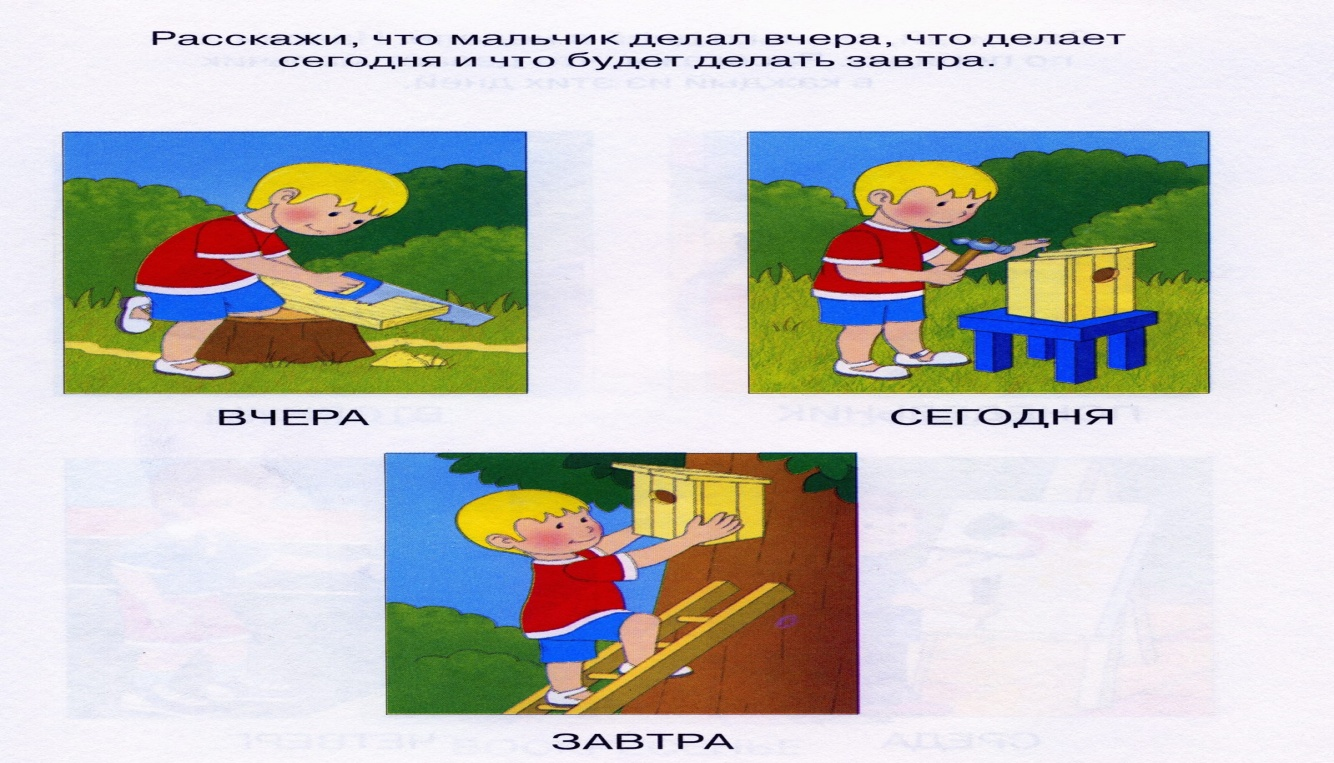 Расскажи, что мальчик делал вчера, что делает
сегодня и что будет делать завтра.
ВЧЕРА
СЕГОДНЯ
ЗАВТРА